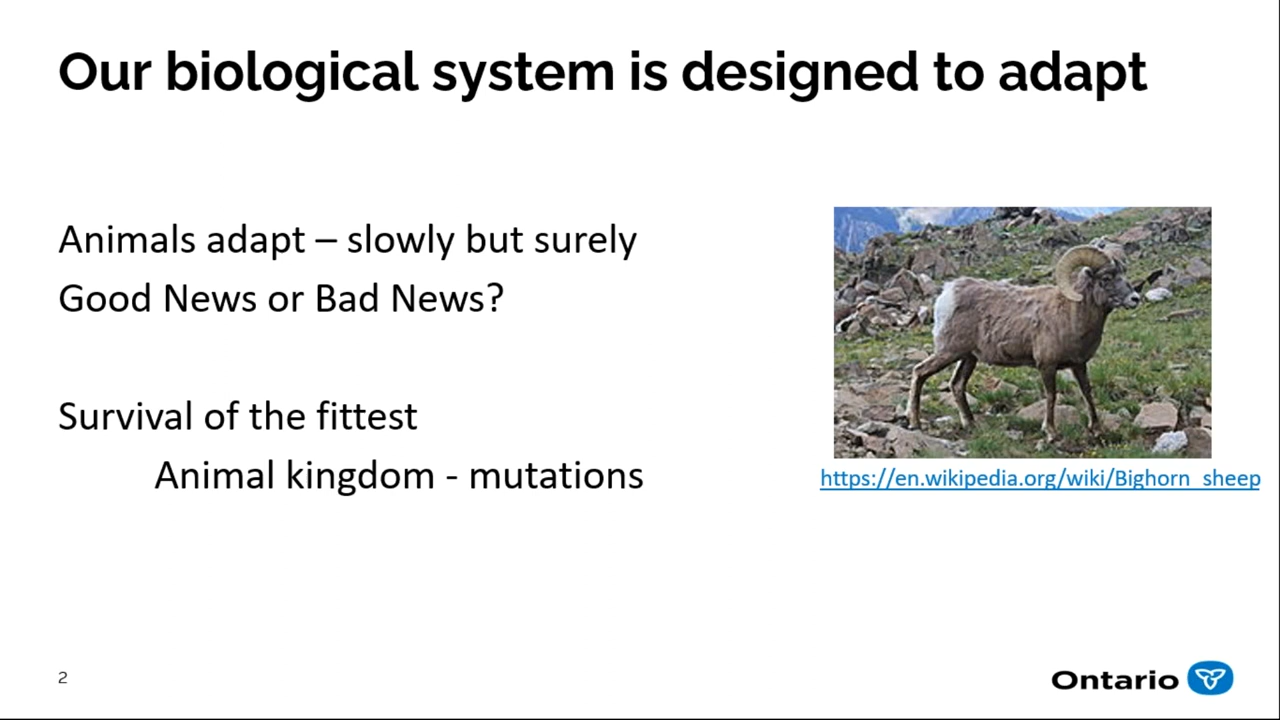 Our biological system is designed to adapt
Animals adapt – slowly but surely
Good News or Bad News?
Survival of the fittest
Animal kingdom - mutations
https://en.wikipedia.org/wiki/Bighorn_sheep
2
Ontario